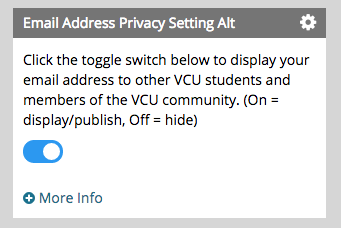 Email Address Privacy Setting Alt
Click the toggle switch below to display your
email address to other VCU students and
members of the VCU community. (On =
display/publish, Off = hide)
More Info